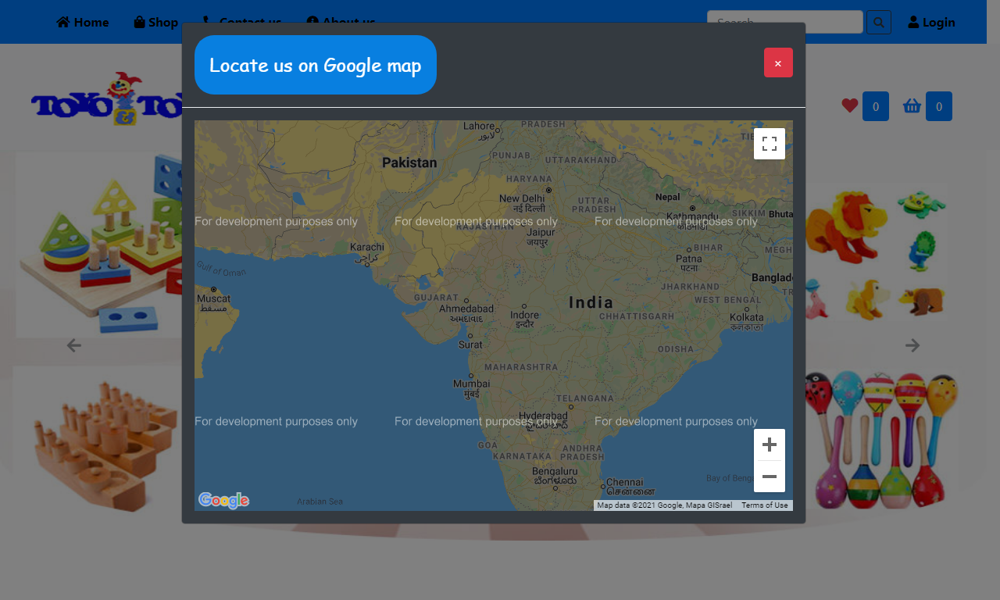 Home
Shop
Contact us
About us
Search
Login
Locate us on Google map
×
TOYO
&
TO
0
0
Lahore
لاہور
PRADESH
TIB
Pakistan
PUNJAB
UTTARAKHAND
HARYANA
New Delhi
नई दिल्ली
Nepal
UTTAR
PRADESH
Kathmandu
काठमाडौं
SIKKIM
Bhuta
For development purposes only
For development purposes only
For development purposes only
RAJASTHAN
Jaipur
जयपुर
Karachi
کراچی
BIHAR
MEGH
Patna
पटना
Gulf of Oman
Banglad
Muscat
مسقط
JHARKHAND
TR
GUJARAT
Ahmedabad
અમદાવાદ
India
WEST BENGAL
Indore
इन्दौर
CHHATTISGARH
Kolkata
কলকাতা
Surat
ODISHA
MAHARASHTRA
Mumbai
मुंबई
TELANGANA
Hyderabad
హైదరాబాద్
For development purposes only
For development purposes only
For development purposes only
GOA
KARNATAKA
ANDHRA
PRADESH
Bengaluru
ಬೆಂಗಳೂರು
Chennai
சென்னை
Bay of Beng
Google
Arabian Sea
Map data ©2021 Google, Mapa GISrael
Terms of Use